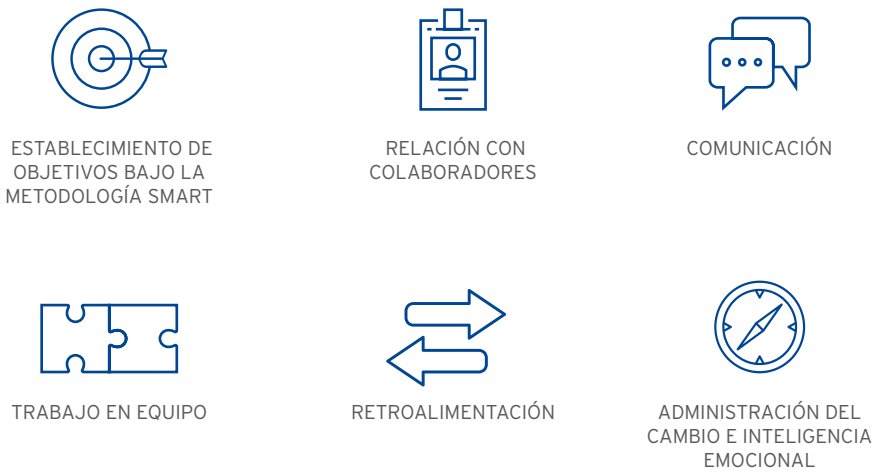 ESTABLECIMIENTO DE
OBJETIVOS BAJO LA
METODOLOGÍA SMART
RELACIÓN CON
COLABORADORES
COMUNICACIÓN
TRABAJO EN EQUIPO
RETROALIMENTACIÓN
ADMINISTRACIÓN DEL
CAMBIO E INTELIGENCIA
EMOCIONAL